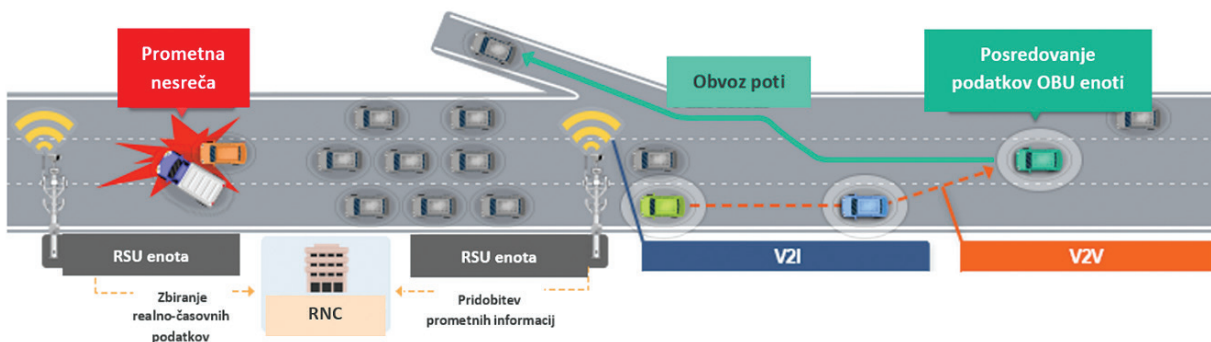 Prometna
nesreča
Obvoz poti
Posredovanje
podatkov OBU enoti
RSU enota
RNC
RSU enota
V2I
V2V
Zbiranje
realno-časovnih
podatkov
Pridobitev
prometnih informacij